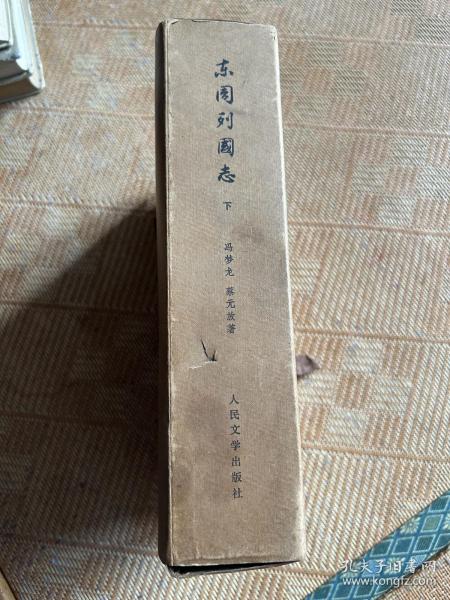 东周列國志
下
冯梦龙 蔡元放著
人民文学出版社
孔夫子旧书网
www.kongfz.com